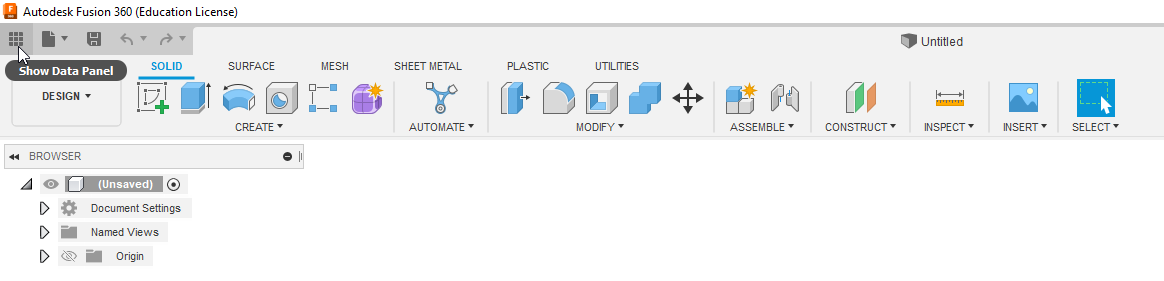 Autodesk Fusion 360 (Education License)
Untitled
Show Data Panel
SOLID SURFACE MESH SHEET METAL PLASTIC UTILITIES
DESIGN
CREATE AUTOMATE MODIFY ASSEMBLE CONSTRUCT INSPECT INSERT SELECT
BROWSER
(Unsaved)
Document Settings
Named Views
Origin